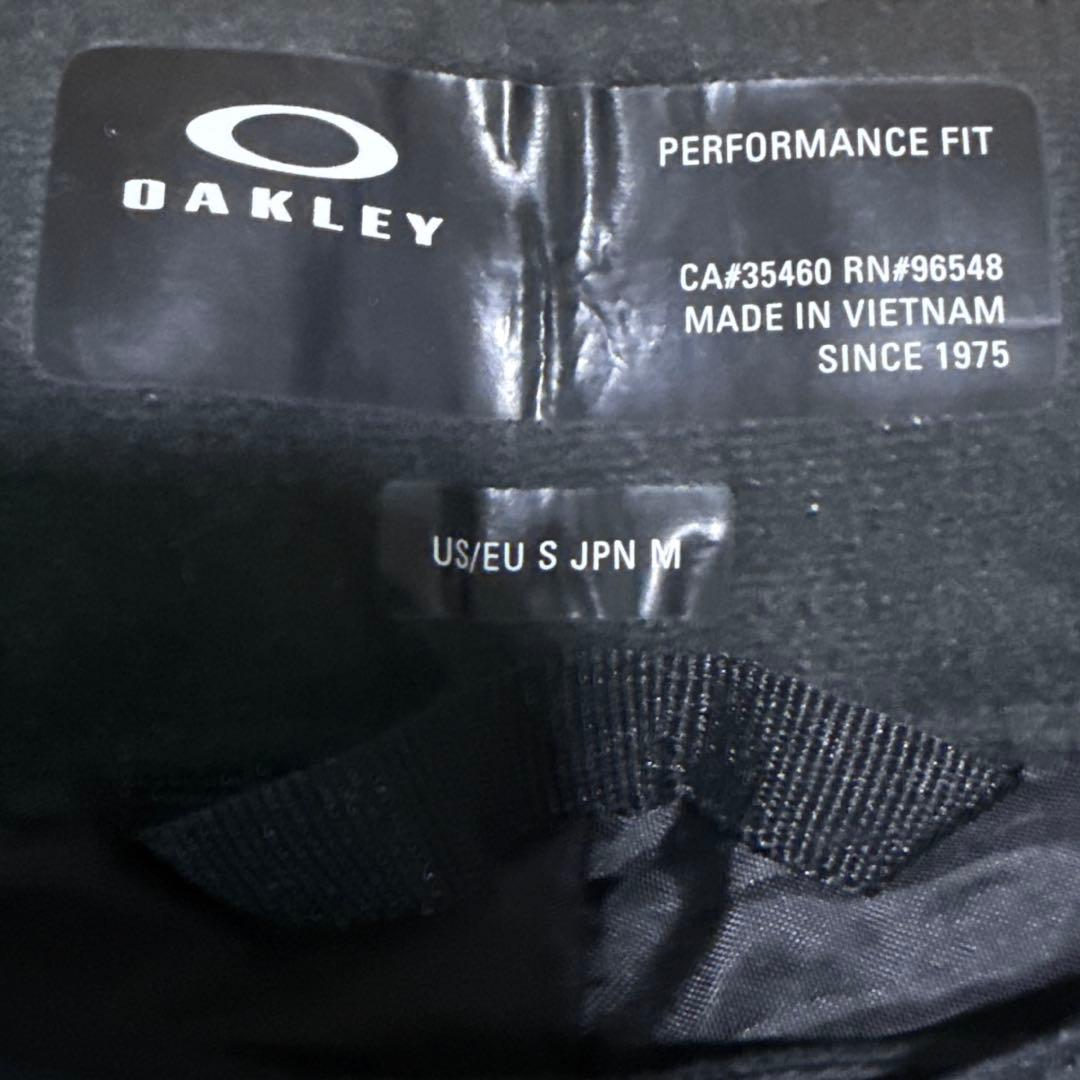 OAKLEY
PERFORMANCE FIT
CA#35460 RN#96548
MADE IN VIETNAM
SINCE 1975
US/EU S JPN M